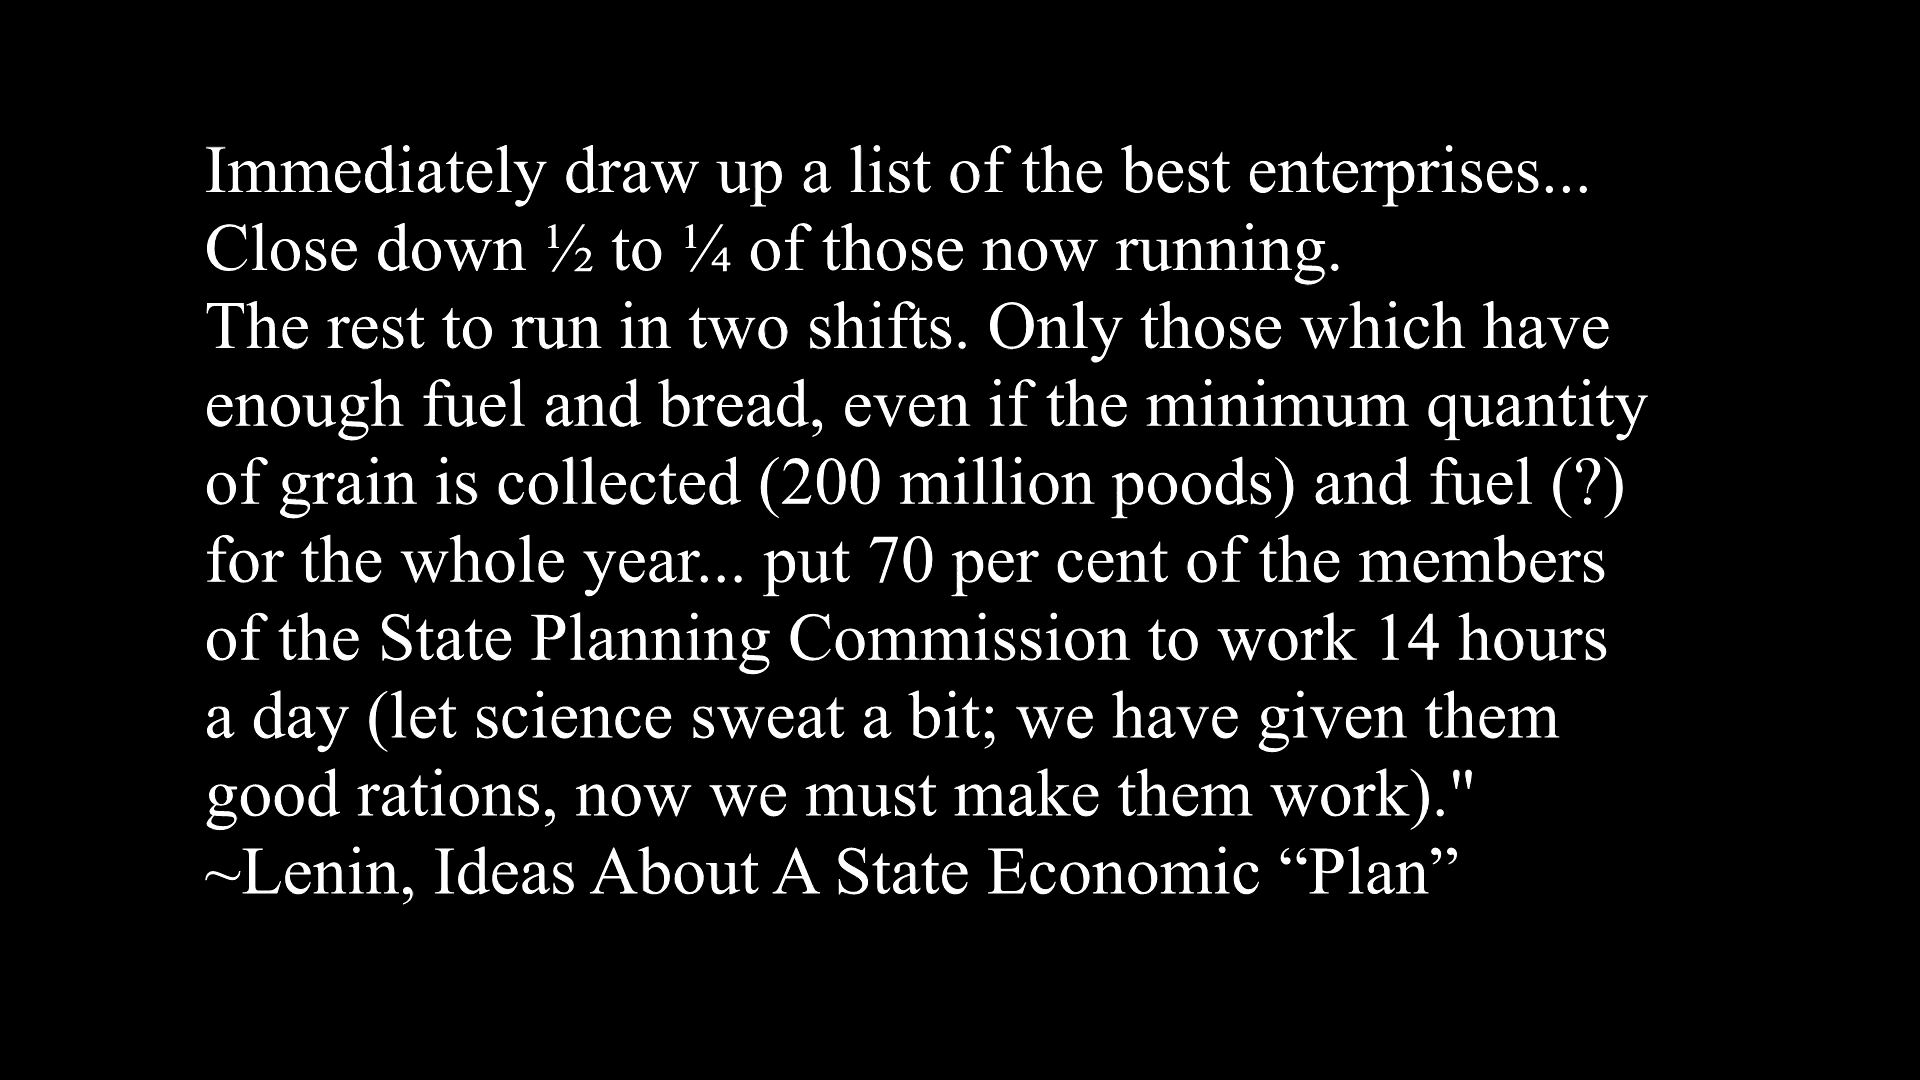 Immediately draw up a list of the best enterprises...
Close down ½ to ¼ of those now running.
The rest to run in two shifts. Only those which have
enough fuel and bread, even if the minimum quantity
of grain is collected (200 million poods) and fuel (?)
for the whole year... put 70 per cent of the members
of the State Planning Commission to work 14 hours
a day (let science sweat a bit; we have given them
good rations, now we must make them work)."
~Lenin, Ideas About A State Economic “Plan”